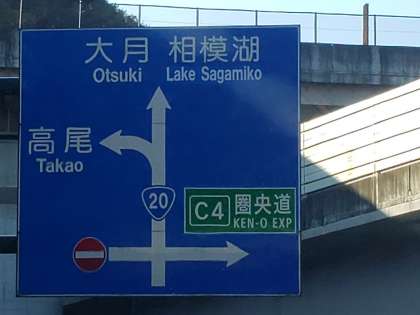 大月 相模湖
Otsuki Lake Sagamiko
高尾
Takao
20
C4 圏央道
KEN-O EXP